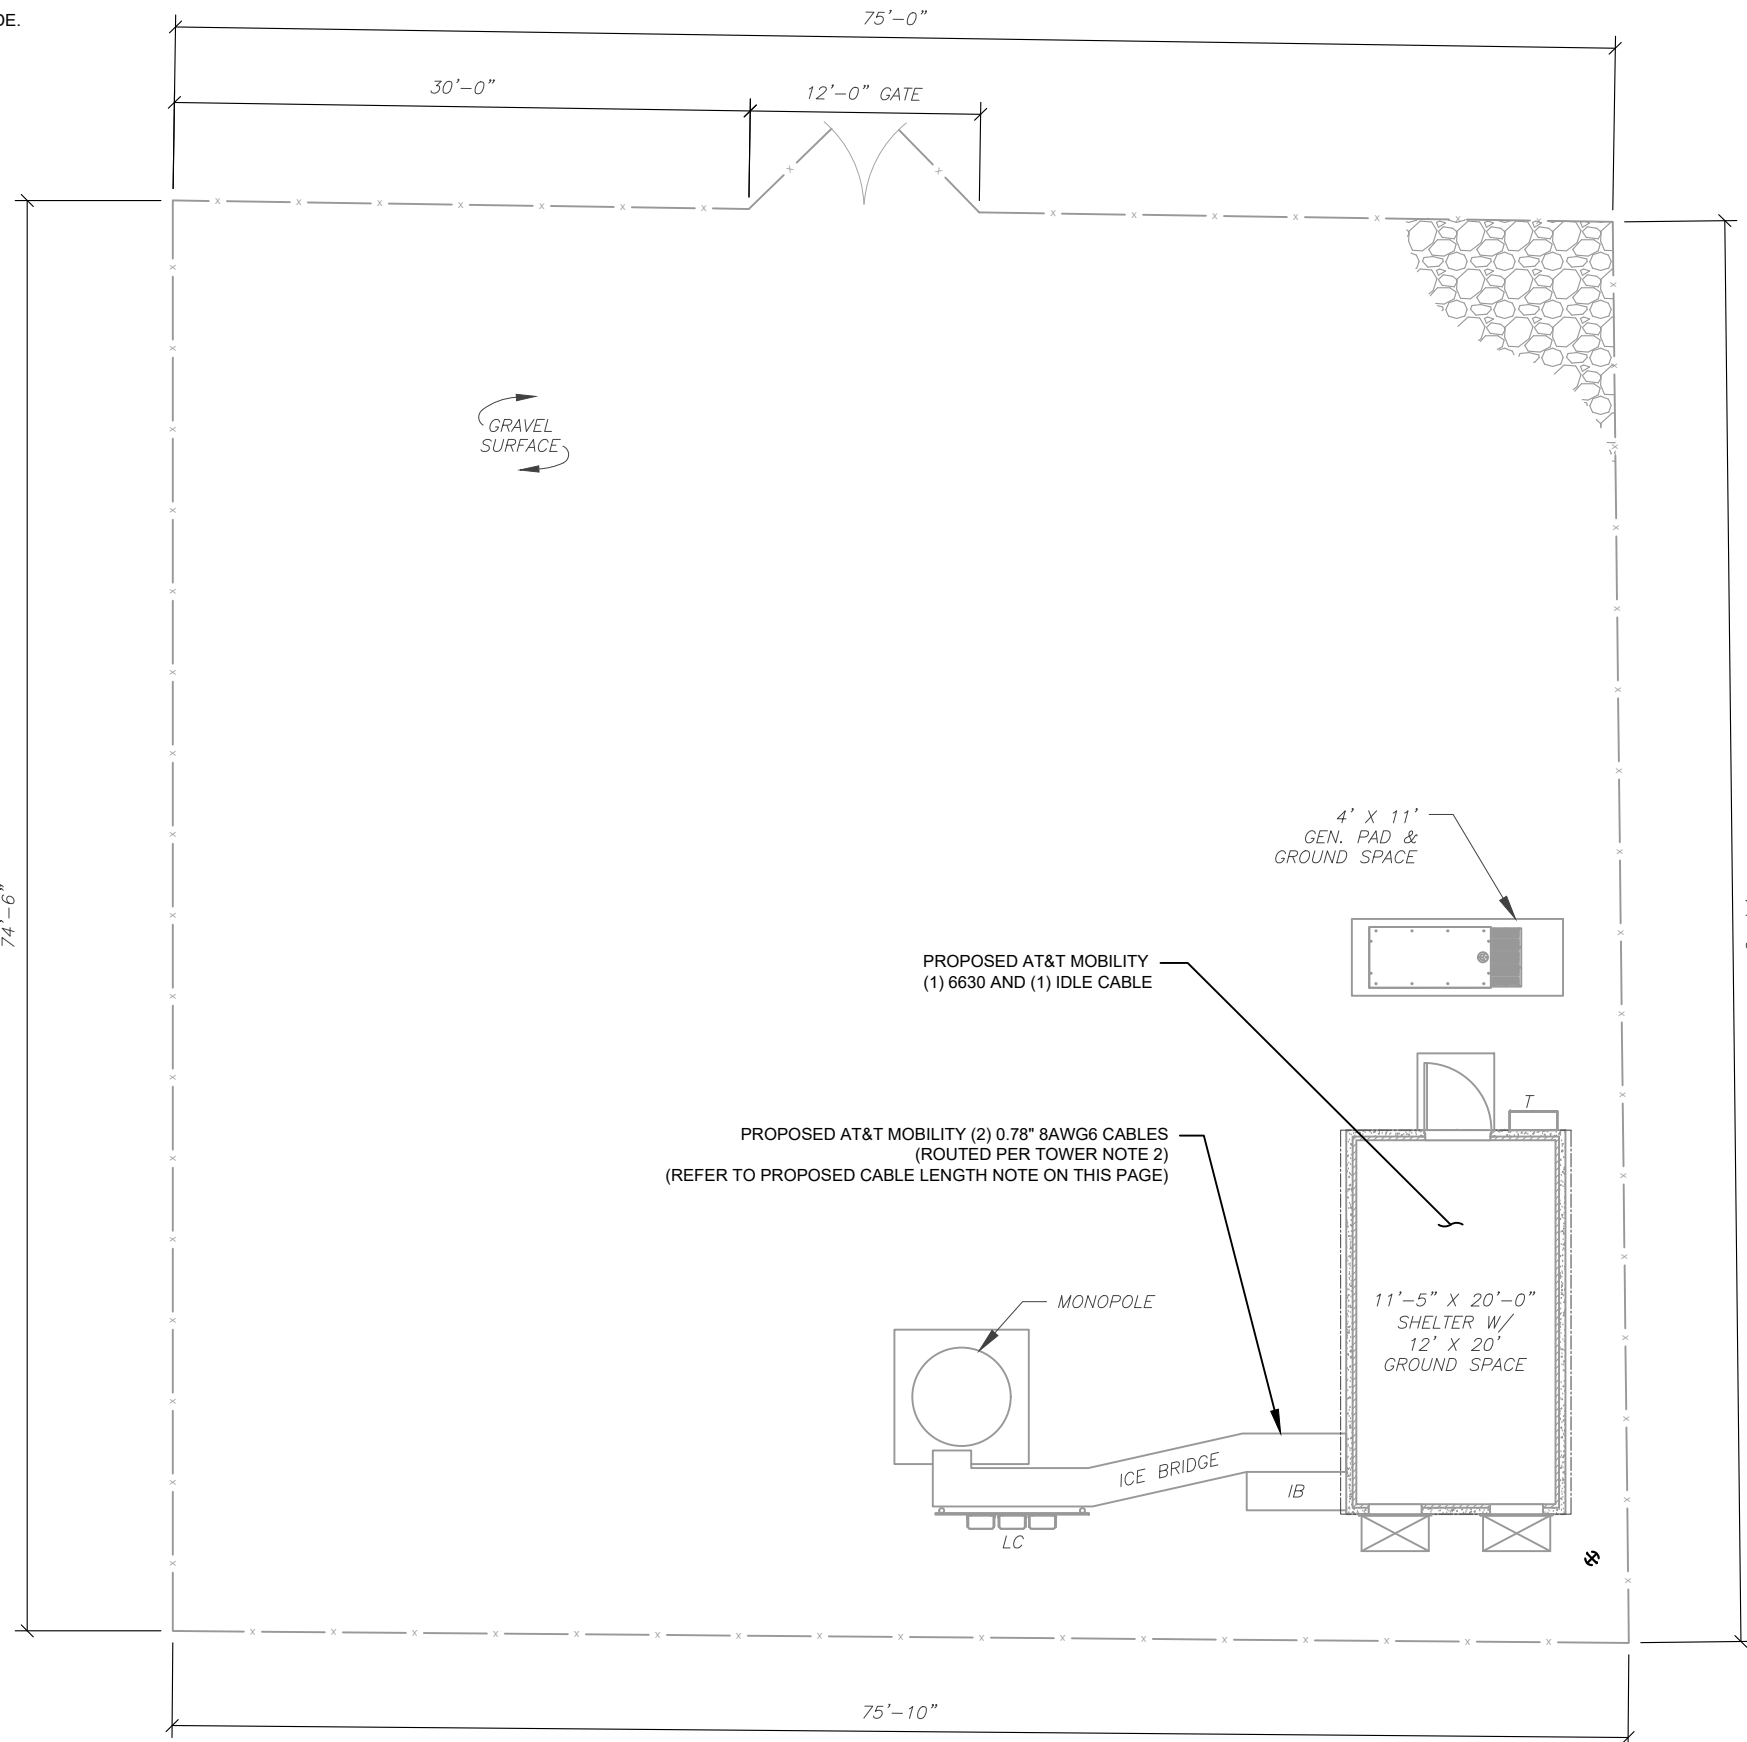 DE.
75'-0"
30'-0"
12'-0" GATE
GRAVEL
SURFACE
74'-6"
4' X 11'
GEN. PAD &
GROUND SPACE
PROPOSED AT&T MOBILITY
(1) 6630 AND (1) IDLE CABLE
T
PROPOSED AT&T MOBILITY (2) 0.78" 8AWG6 CABLES
(ROUTED PER TOWER NOTE 2)
(REFER TO PROPOSED CABLE LENGTH NOTE ON THIS PAGE)
MONOPOLE
11'-5" X 20'-0"
SHELTER W/
12' X 20'
GROUND SPACE
ICE BRIDGE
IB
LC
75'-10"